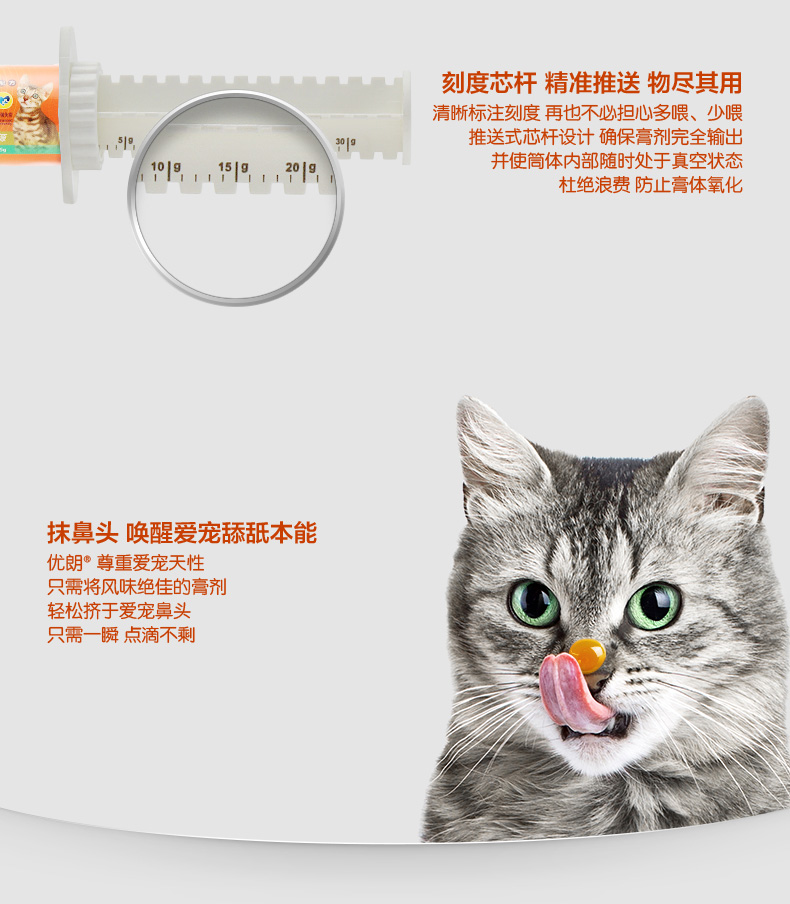 刻度芯杆 精准推送 物尽其用
清晰标注刻度 再也不必担心多喂、少喂
推送式芯杆设计 确保膏剂完全输出
并使筒体内部随时处于真空状态
杜绝浪费 防止膏体氧化
5|g
30|g
10|g 15|g 20|g
抹鼻头 唤醒爱宠舔舐本能
优朗® 尊重爱宠天性
只需将风味绝佳的膏剂
轻松挤于爱宠鼻头
只需一瞬 点滴不剩